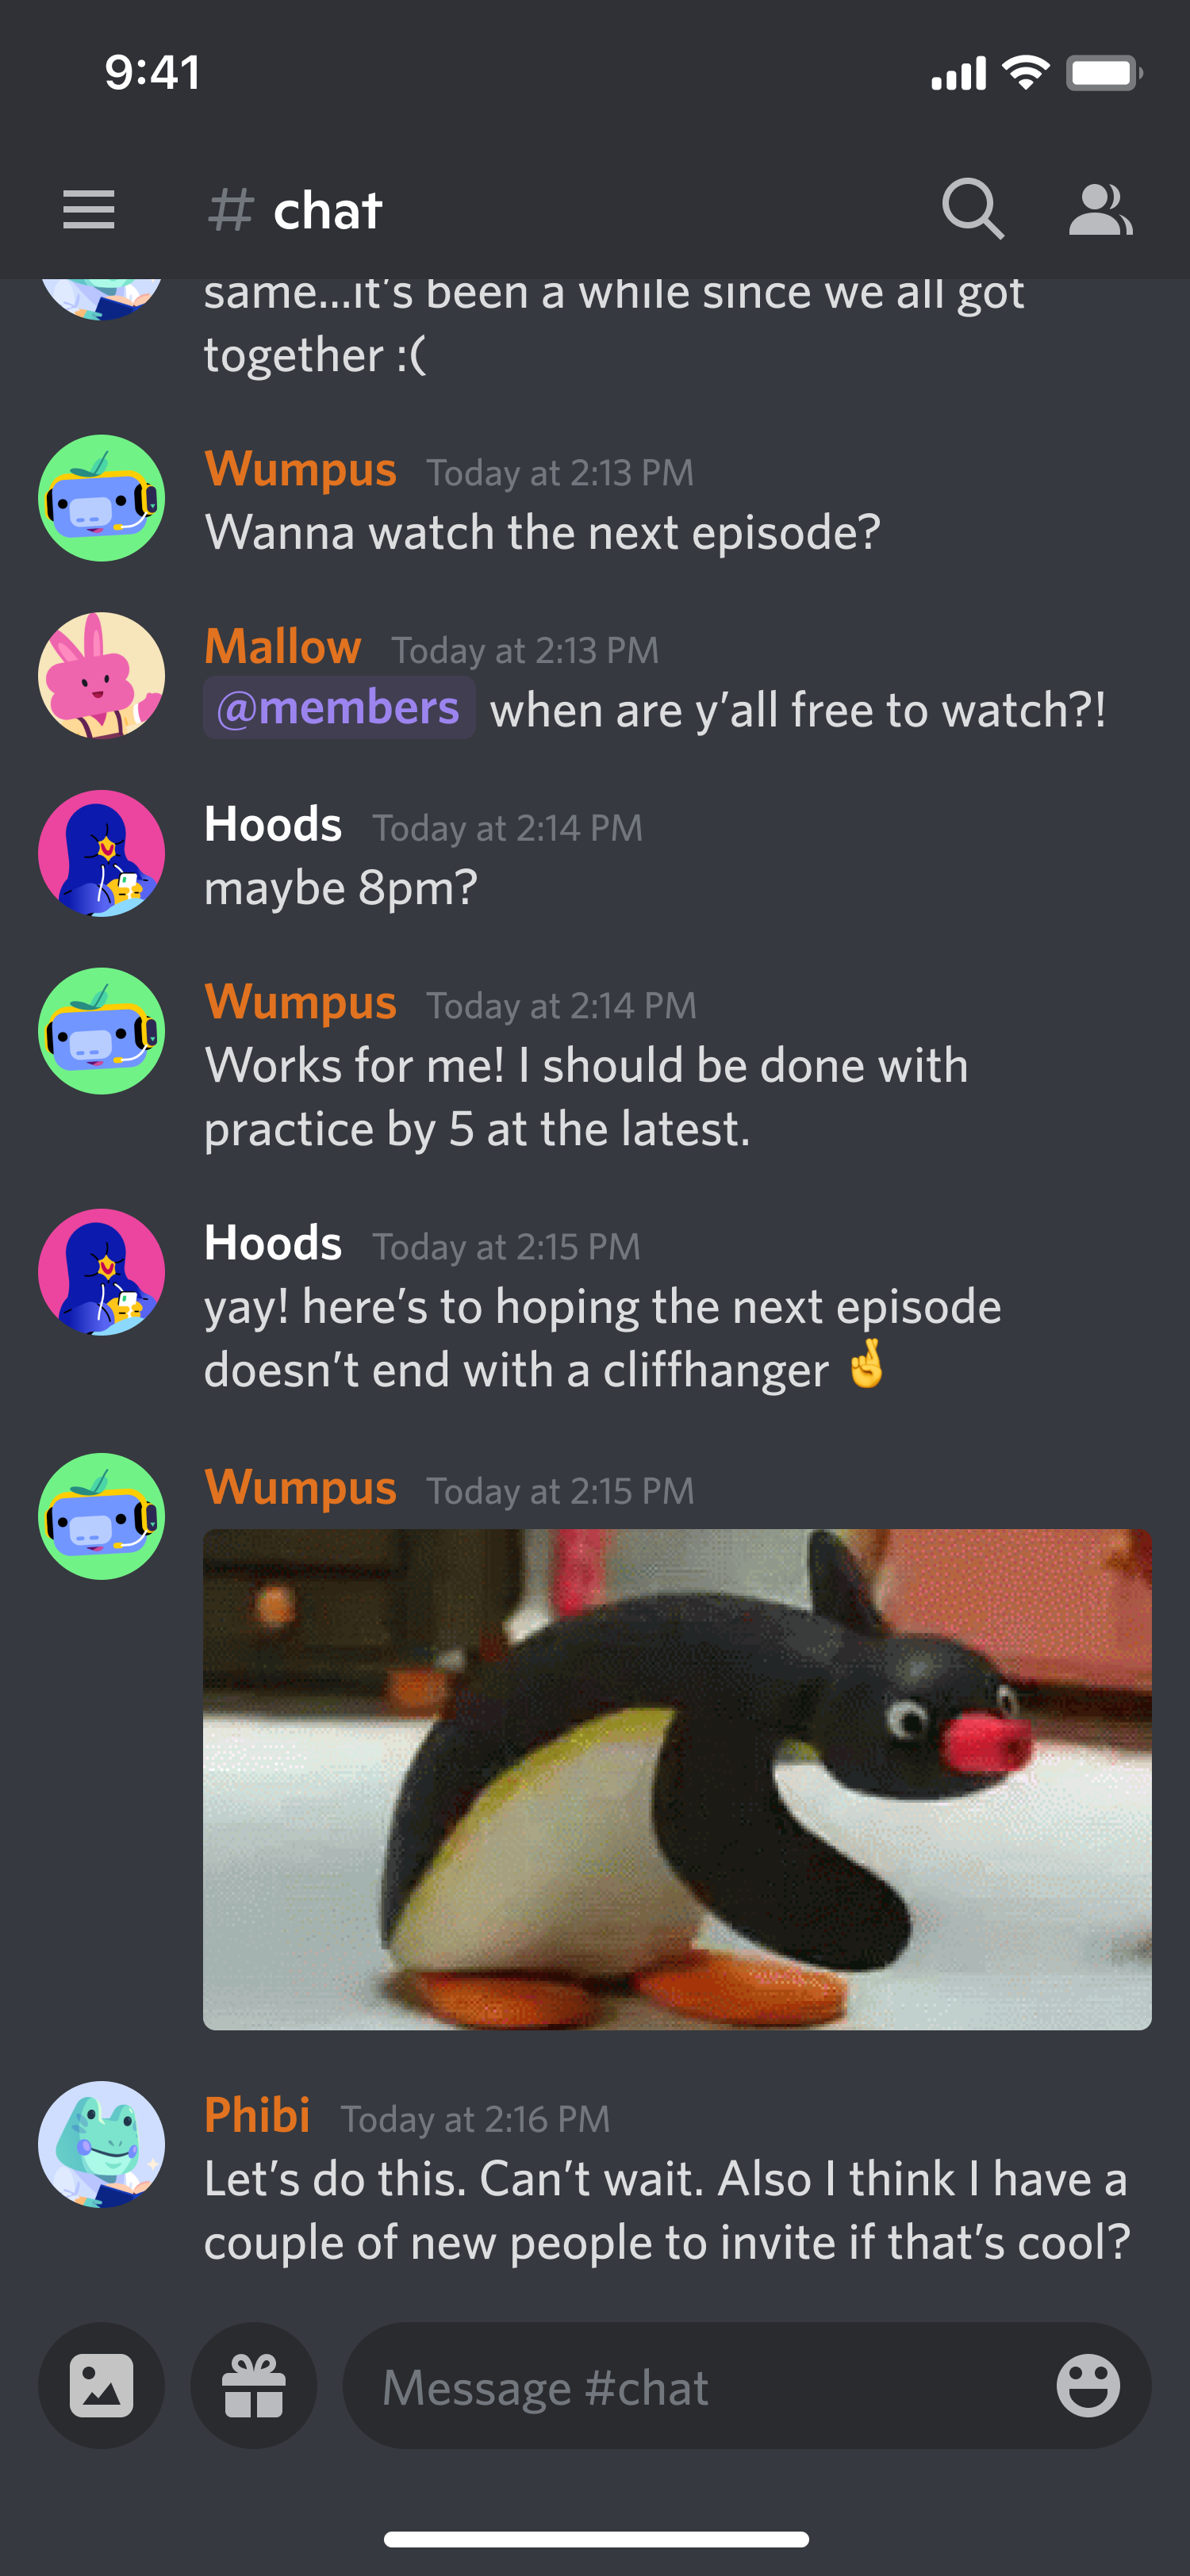 9:41
# chat
same...it's been a while since we all got
together :(
Wumpus Today at 2:13 PM
Wanna watch the next episode?
Mallow Today at 2:13 PM
@members when are y’all free to watch?!
Hoods Today at 2:14 PM
maybe 8pm?
Wumpus Today at 2:14 PM
Works for me! I should be done with
practice by 5 at the latest.
Hoods Today at 2:15 PM
yay! here’s to hoping the next episode
doesn’t end with a cliffhanger 🤞
Wumpus Today at 2:15 PM
Phibi Today at 2:16 PM
Let’s do this. Can’t wait. Also I think I have a
couple of new people to invite if that’s cool?
Message #chat